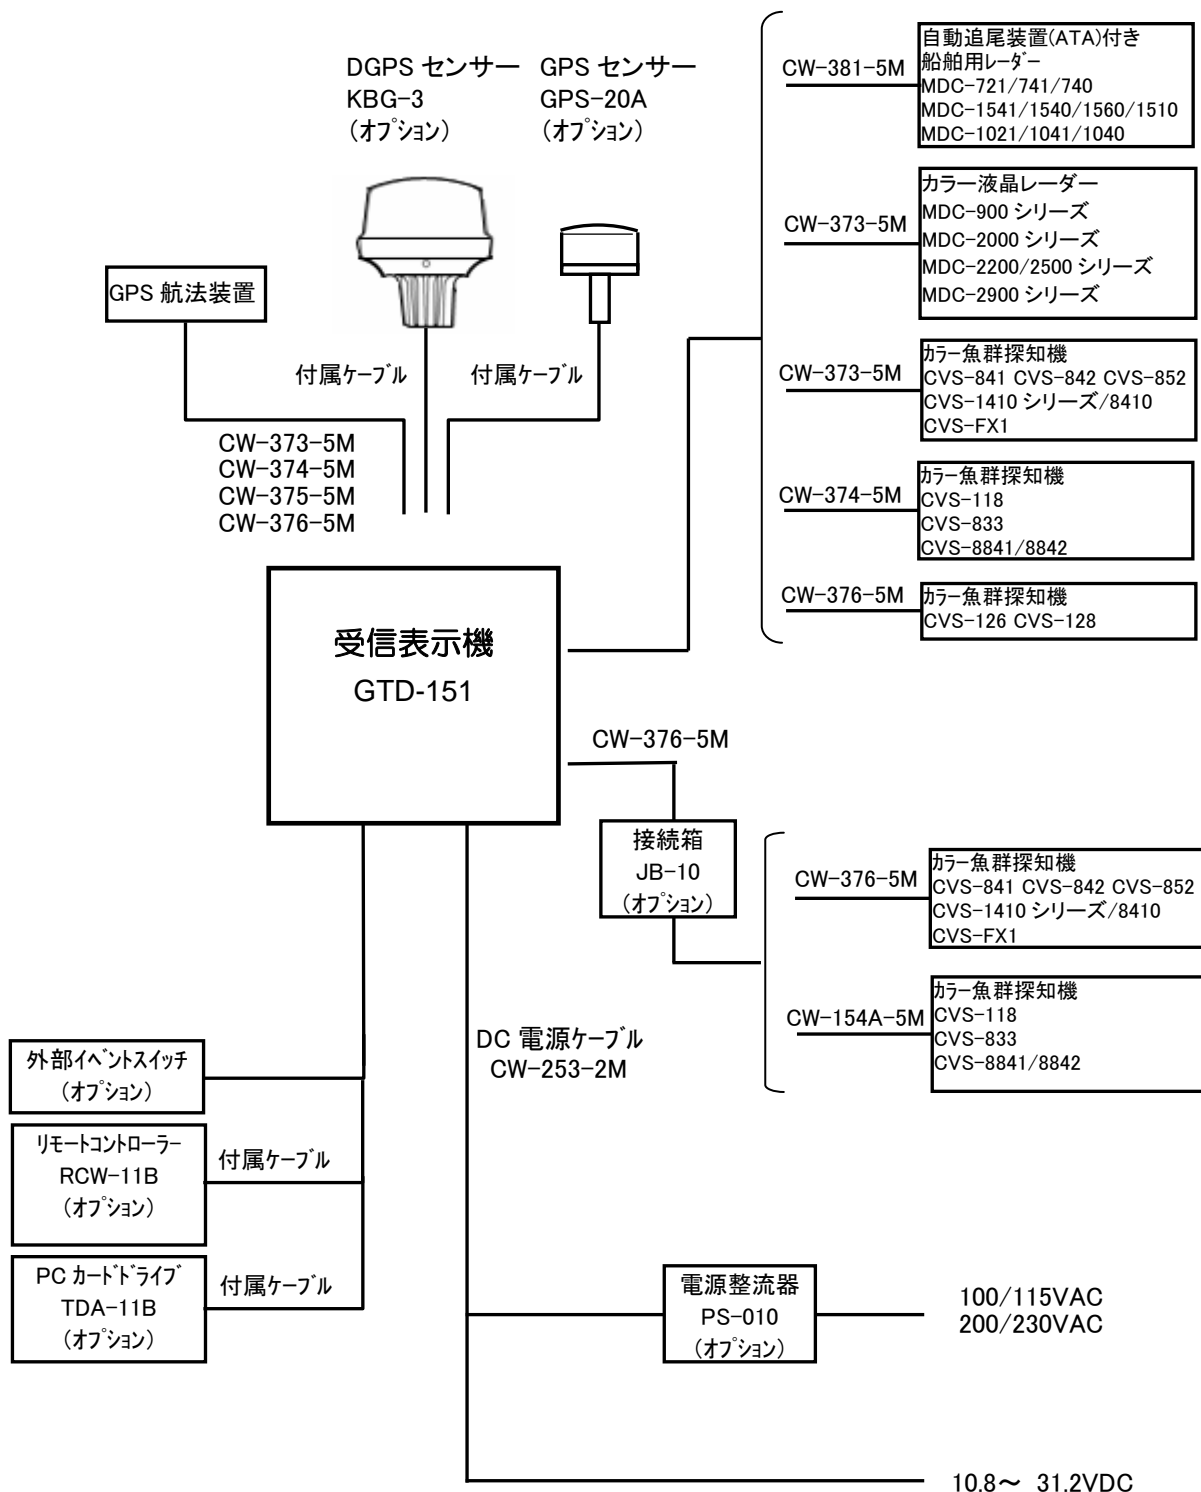 DGPS センサー
KBG-3
(オプション)
GPS センサー
GPS-20A
(オプション)
GPS 航法装置
付属ケーブル
付属ケーブル
CW-373-5M
CW-374-5M
CW-375-5M
CW-376-5M
CW-381-5M
自動追尾装置(ATA)付き
船舶用レーダー
MDC-721/741/740
MDC-1541/1540/1560/1510
MDC-1021/1041/1040
CW-373-5M
カラー液晶レーダー
MDC-900 シリーズ
MDC-2000 シリーズ
MDC-2200/2500 シリーズ
MDC-2900 シリーズ
CW-373-5M
カラー魚群探知機
CVS-841 CVS-842 CVS-852
CVS-1410 シリーズ/8410
CVS-FX1
CW-374-5M
カラー魚群探知機
CVS-118
CVS-833
CVS-8841/8842
CW-376-5M
カラー魚群探知機
CVS-126 CVS-128
受信表示機
GTD-151
CW-376-5M
接続箱
JB-10
(オプション)
CW-376-5M
カラー魚群探知機
CVS-841 CVS-842 CVS-852
CVS-1410 シリーズ/8410
CVS-FX1
CW-154A-5M
カラー魚群探知機
CVS-118
CVS-833
CVS-8841/8842
DC 電源ケーブル
CW-253-2M
外部イベントスイッチ
(オプション)
リモートコントローラー
RCW-11B
(オプション)
付属ケーブル
PC カードドライブ
TDA-11B
(オプション)
付属ケーブル
電源整流器
PS-010
(オプション)
100/115VAC
200/230VAC
10.8～ 31.2VDC